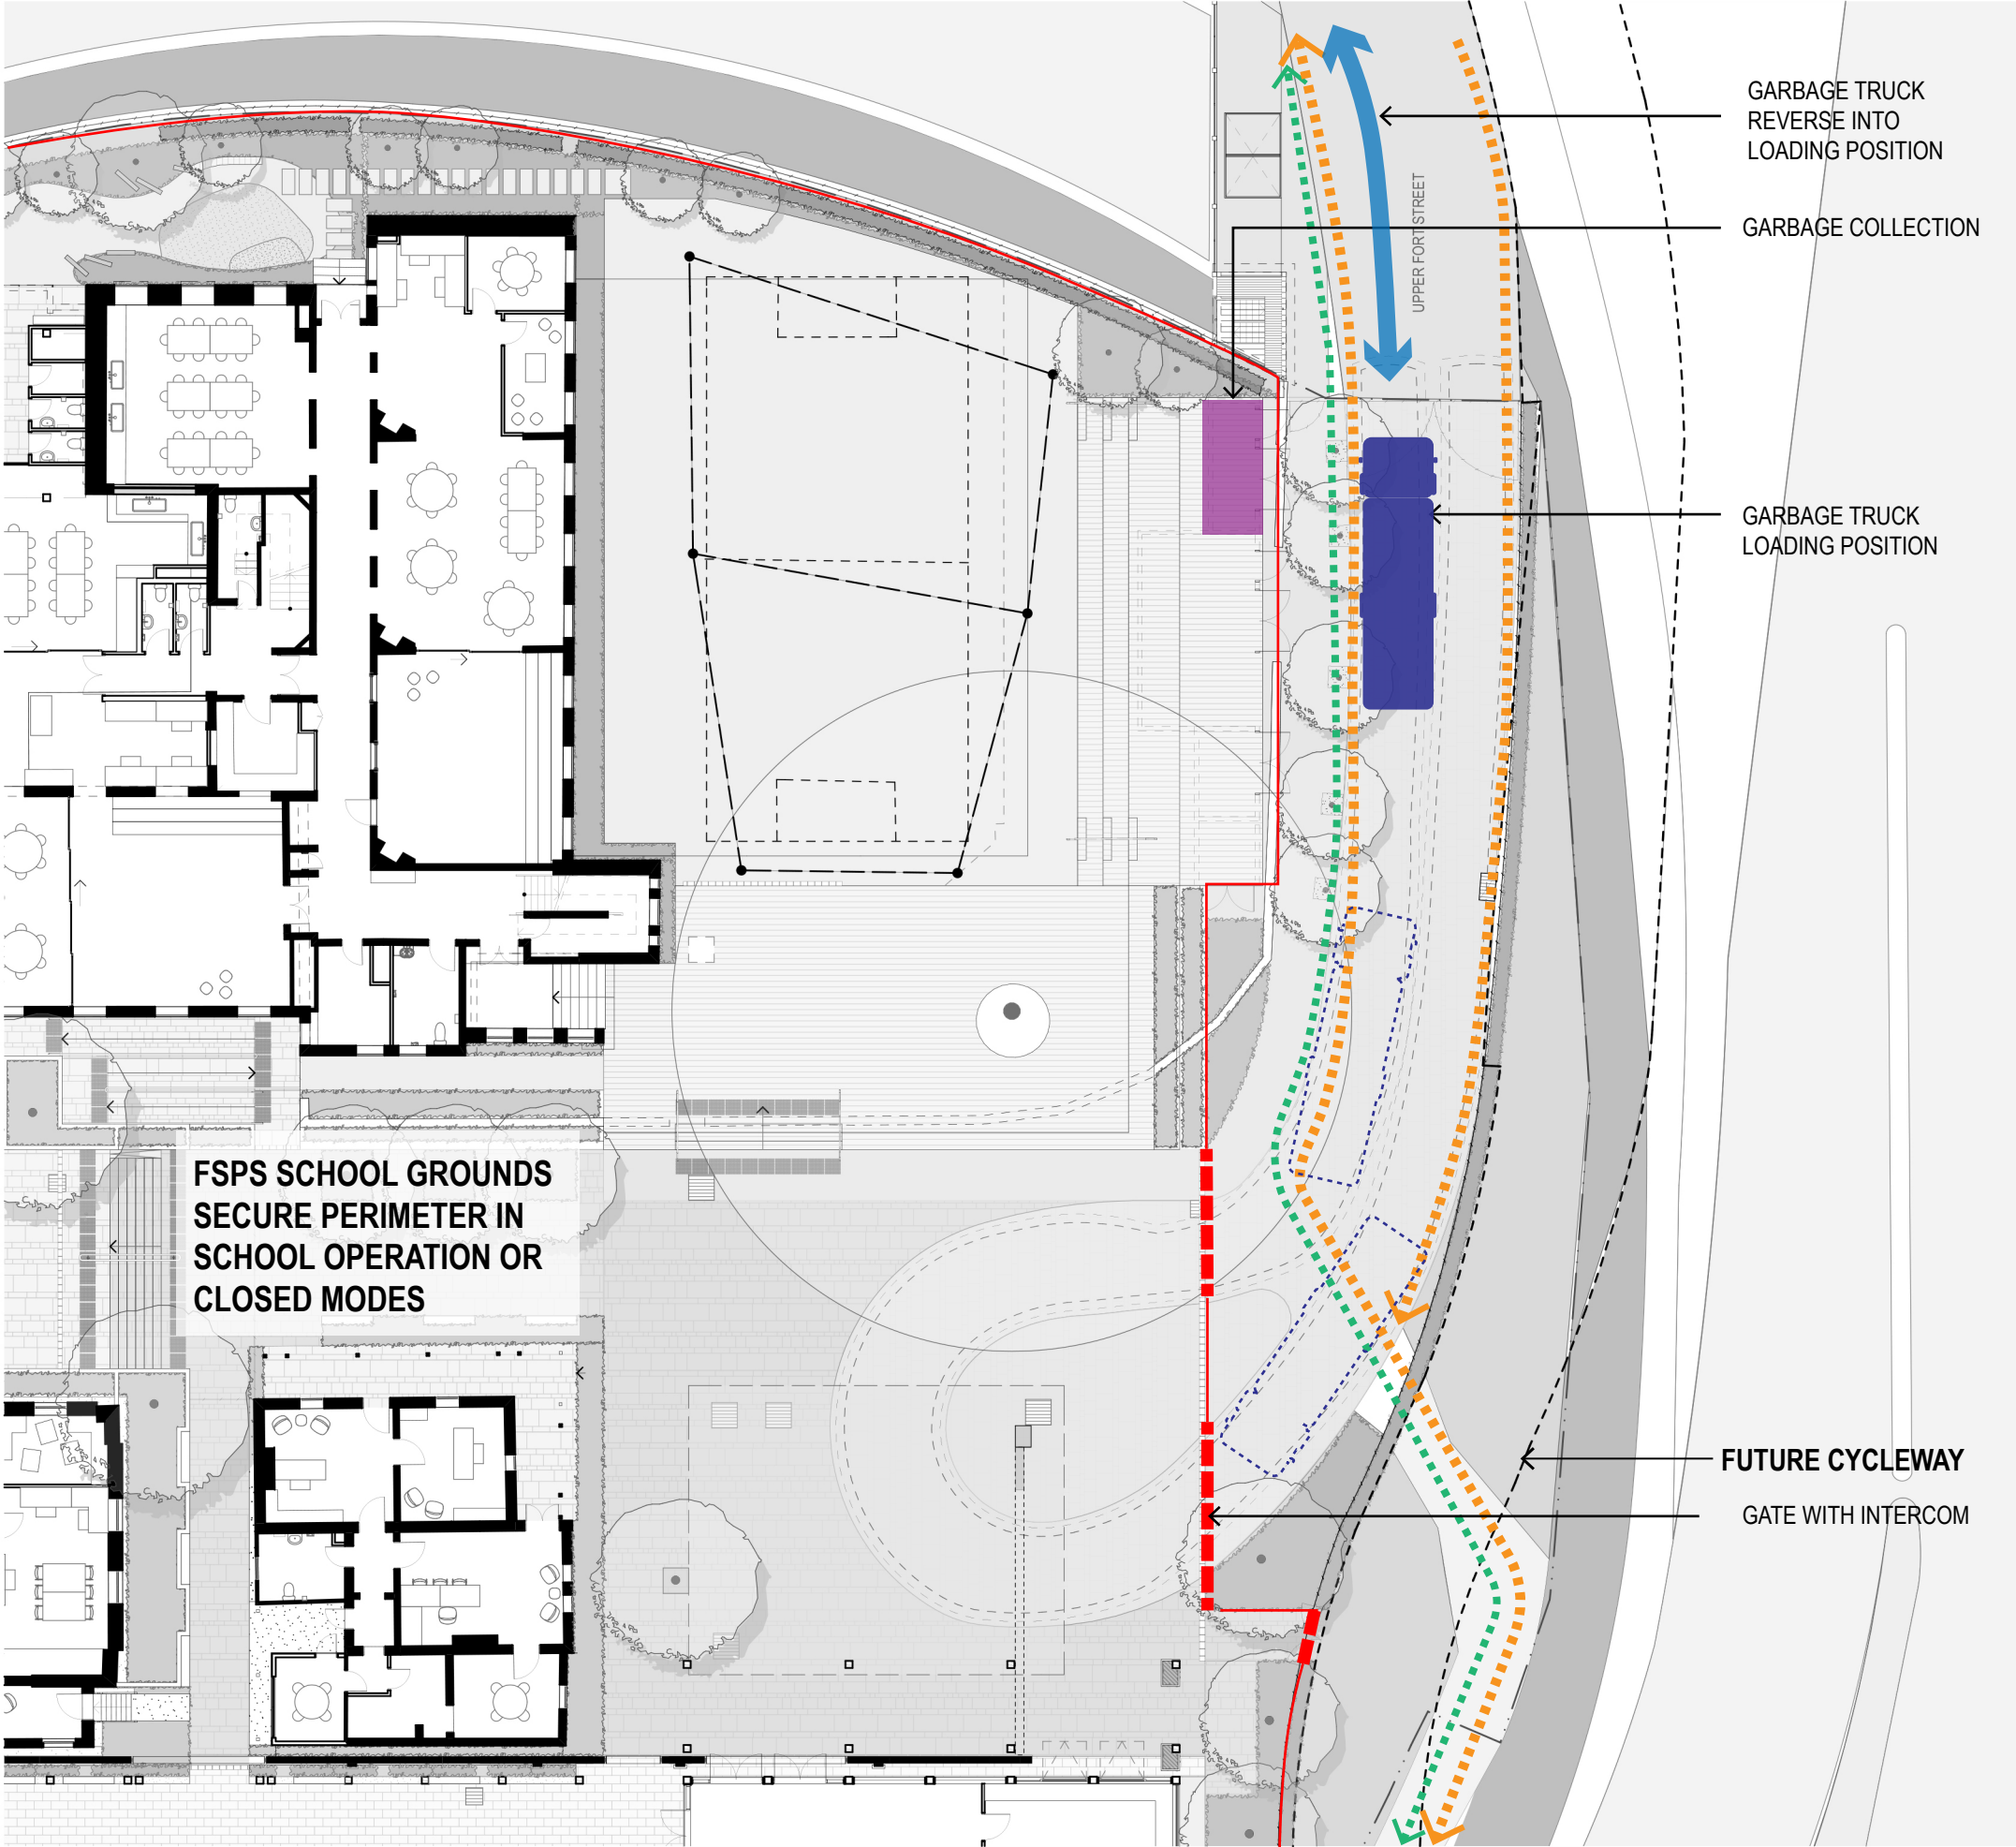 GARBAGE TRUCK
REVERSE INTO
LOADING POSITION
GARBAGE COLLECTION
UPPER FORT STREET
GARBAGE TRUCK
LOADING POSITION
FSPS SCHOOL GROUNDS
SECURE PERIMETER IN
SCHOOL OPERATION OR
CLOSED MODES
FUTURE CYCLEWAY
GATE WITH INTERCOM